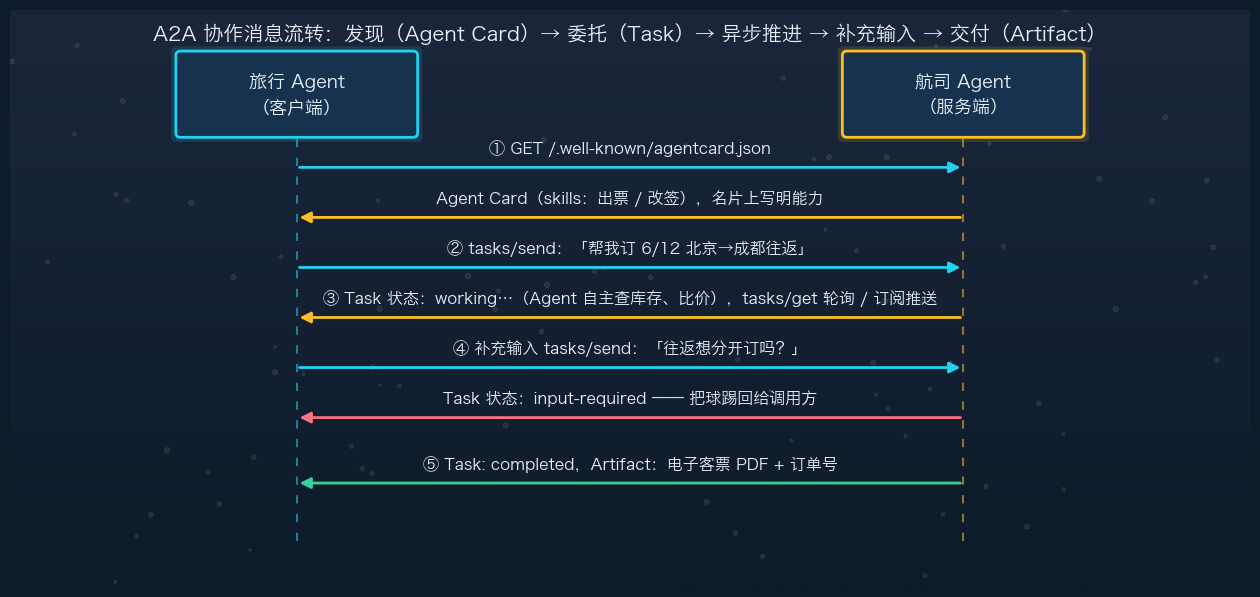 A2A 协作消息流转：发现（Agent Card）→ 委托（Task）→ 异步推进 → 补充输入 → 交付（Artifact）
旅行 Agent
（客户端）
航司 Agent
（服务端）
① GET /.well-known/agentcard.json
Agent Card（skills：出票 / 改签），名片上写明能力
② tasks/send：「帮我订 6/12 北京→成都往返」
③ Task 状态：working…（Agent 自主查库存、比价），tasks/get 轮询 / 订阅推送
④ 补充输入 tasks/send：「往返想分开订吗？」
Task 状态：input-required —— 把球踢回给调用方
⑤ Task: completed，Artifact：电子客票 PDF + 订单号